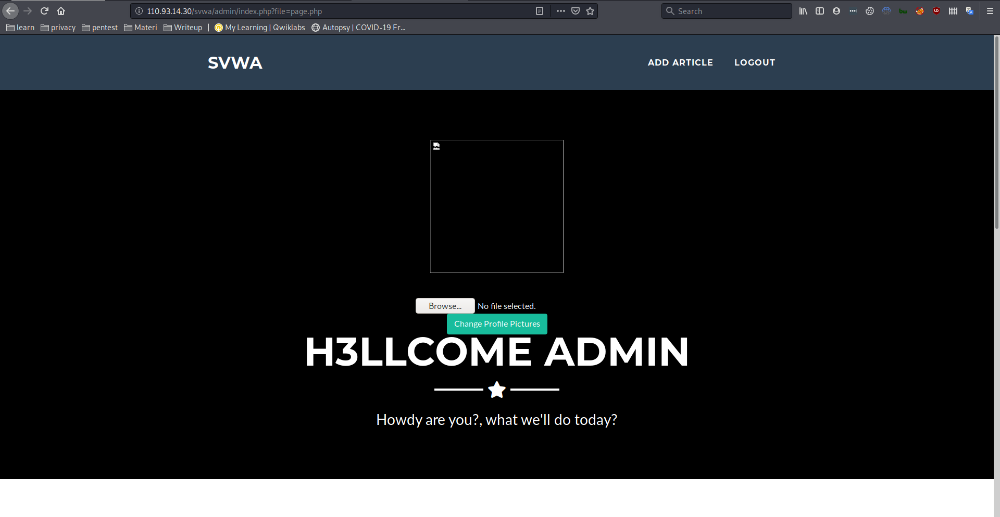 110.93.14.30/svwa/admin/index.php?file=page.php
Search
learn privacy pentest Materi Writeup My Learning | Qwiklabs Autopsy | COVID-19 Fr...
SVWA ADD ARTICLE LOGOUT
Browse... No file selected.
Change Profile Pictures
H3LLCOME ADMIN
Howdy are you?, what we'll do today?